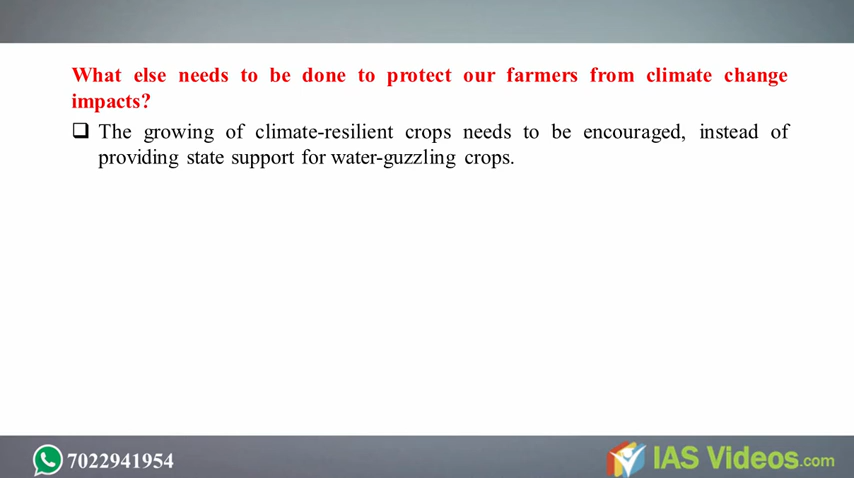 What else needs to be done to protect our farmers from climate change
impacts?
The growing of climate-resilient crops needs to be encouraged, instead of
providing state support for water-guzzling crops.
7022941954
IAS Videos.com